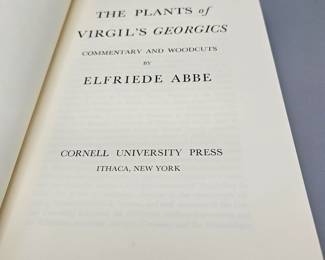 THE PLANTS of
VIRGIL'S GEORGICS
COMMENTARY AND WOODCUTS
BY
ELFRIEDE ABBE
CORNELL UNIVERSITY PRESS
ITHACA, NEW YORK